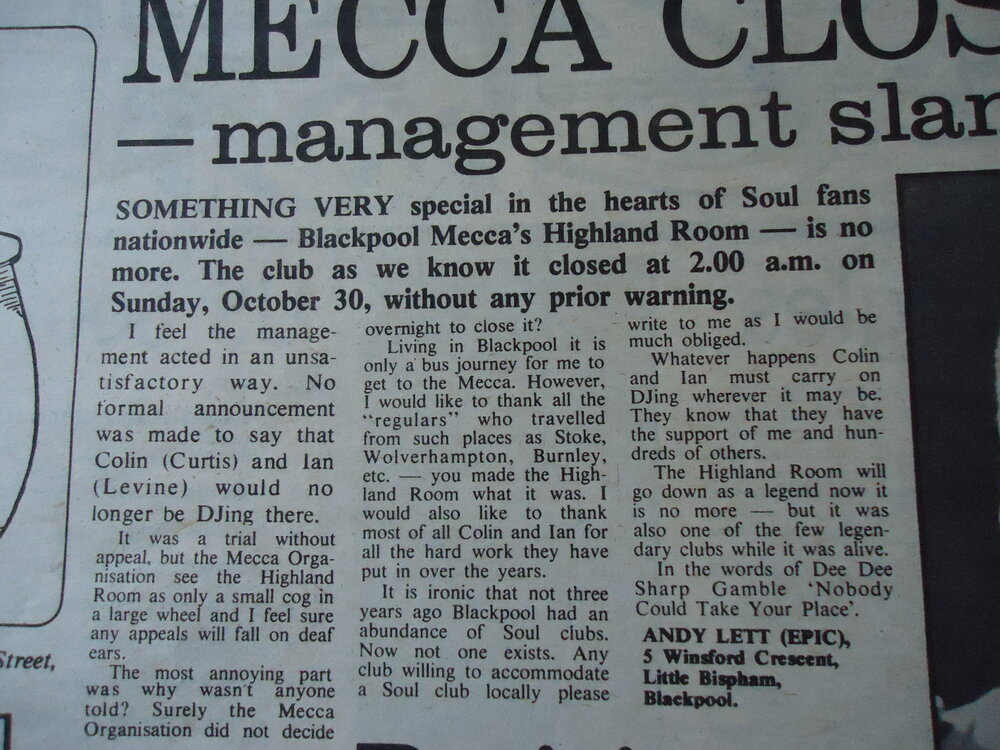 MECCA CLOS
— management slam
SOMETHING VERY special in the hearts of Soul fans
nationwide — Blackpool Mecca's Highland Room — is no
more. The club as we know it closed at 2.00 a.m. on
Sunday, October 30, without any prior warning.
I feel the manage-
ment acted in an unsa-
tisfactory way. No
formal announcement
was made to say that
Colin (Curtis) and Ian
(Levine) would no
longer be DJing there.
It was a trial without
appeal, but the Mecca Orga-
nisation see the Highland
Room as only a small cog in
a large wheel and I feel sure
any appeals will fall on deaf
ears.
The most annoying part
was why wasn't anyone
told? Surely the Mecca
Organisation did not decide
overnight to close it?
Living in Blackpool it is
only a bus journey for me to
get to the Mecca. However,
I would like to thank all the
"regulars" who travelled
from such places as Stoke,
Wolverhampton, Burnley,
etc. — you made the High-
land Room what it was. I
would also like to thank
most of all Colin and Ian for
all the hard work they have
put in over the years.
It is ironic that not three
years ago Blackpool had an
abundance of Soul clubs.
Now not one exists. Any
club willing to accommodate
a Soul club locally please
write to me as I would be
much obliged.
Whatever happens Colin
and Ian must carry on
DJing wherever it may be.
They know that they have
the support of me and hun-
dreds of others.
The Highland Room will
go down as a legend now it
is no more — but it was
also one of the few legen-
dary clubs while it was alive.
In the words of Dee Dee
Sharp Gamble 'Nobody
Could Take Your Place'.
ANDY LETT (EPIC),
5 Winsford Crescent,
Little Bispham,
Blackpool.
Street,